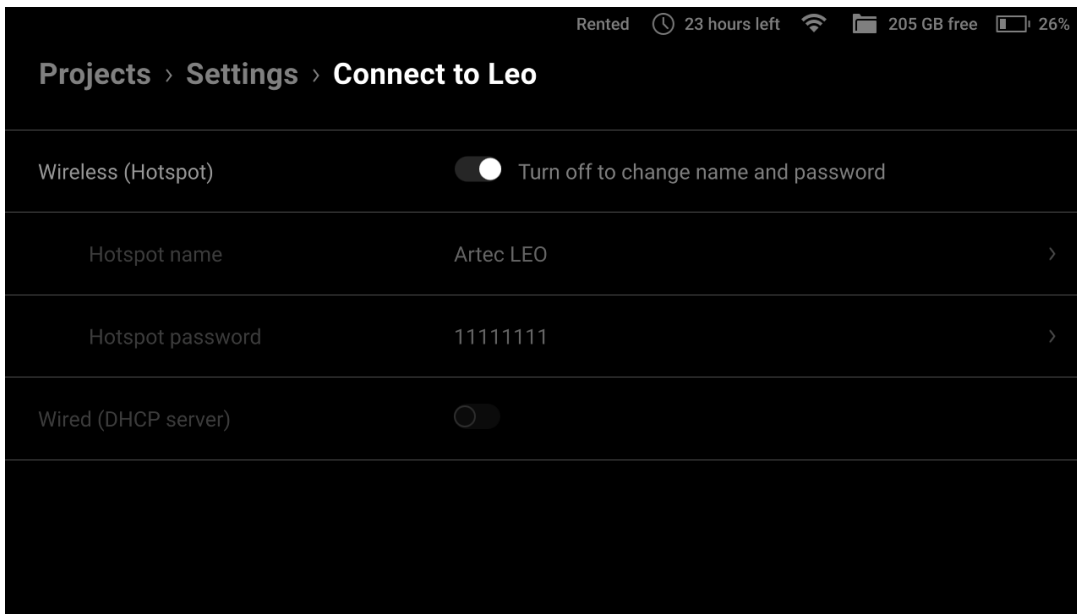 Rented 23 hours left 205 GB free 26%
Projects › Settings › Connect to Leo
Wireless (Hotspot) Turn off to change name and password
Hotspot name Artec LEO
Hotspot password 11111111
Wired (DHCP server)